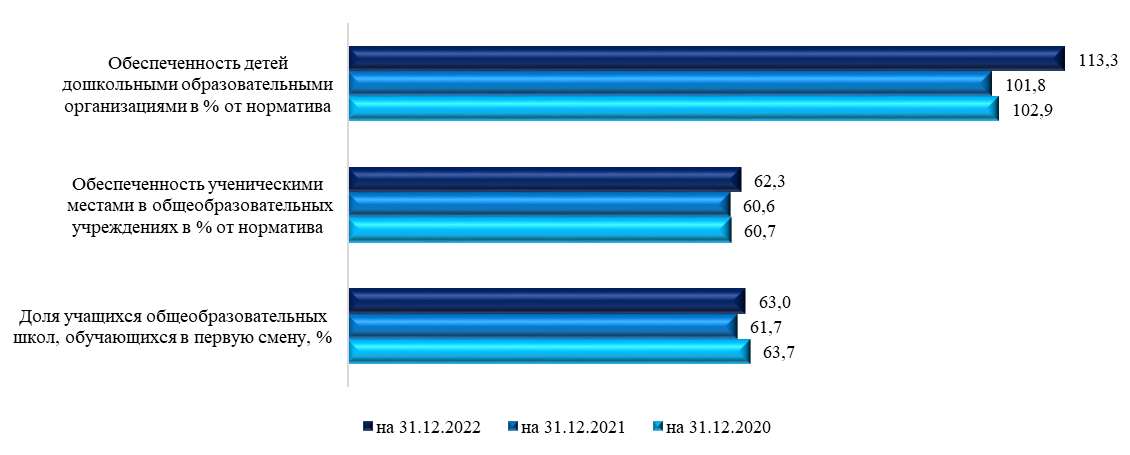 Обеспеченность детей
дошкольными образовательными
организациями в % от норматива
113,3
101,8
102,9
Обеспеченность ученическими
местами в общеобразовательных
учреждениях в % от норматива
62,3
60,6
60,7
Доля учащихся общеобразовательных
школ, обучающихся в первую смену, %
63,0
61,7
63,7
на 31.12.2022 на 31.12.2021 на 31.12.2020